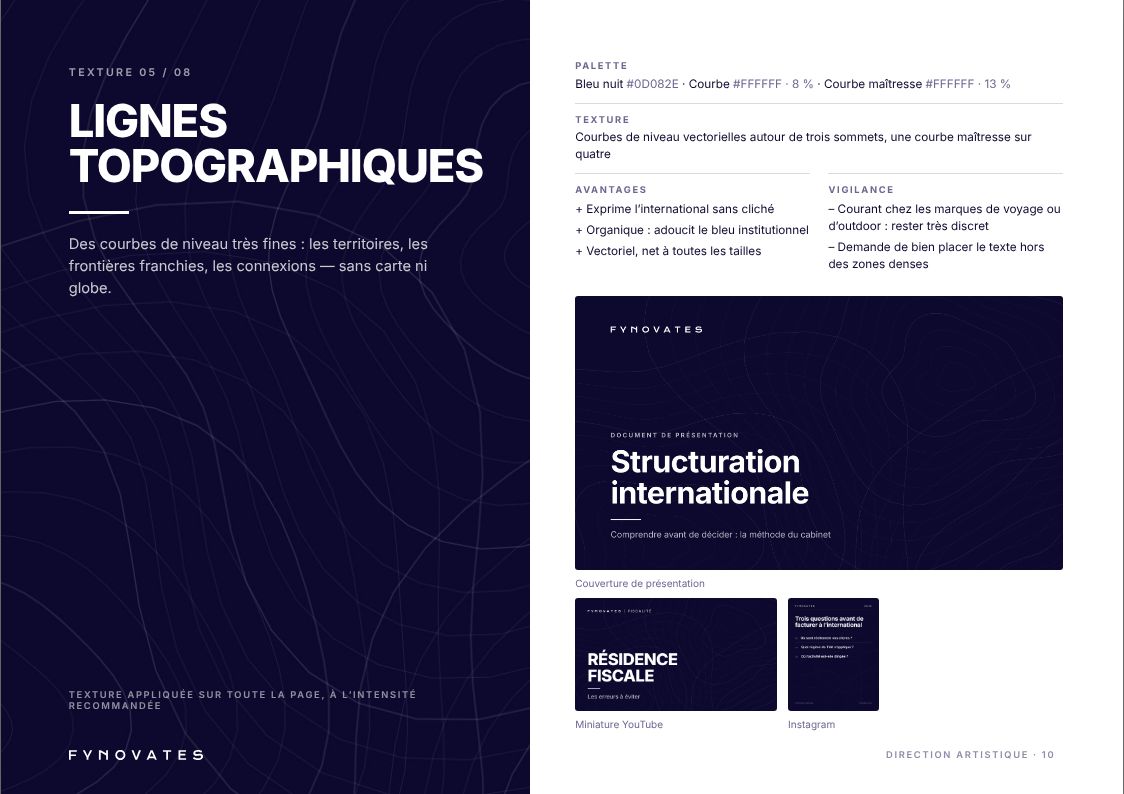 TEXTURE 05 / 08
LIGNES
TOPOGRAPHIQUES
Des courbes de niveau très fines : les territoires, les
frontières franchies, les connexions — sans carte ni
globe.
TEXTURE APPLIQUÉE SUR TOUTE LA PAGE, À L'INTENSITÉ
RECOMMANDÉE
FYNOVATES
PALETTE
Bleu nuit #0D082E · Courbe #FFFFFF · 8 % · Courbe maîtresse #FFFFFF · 13 %
TEXTURE
Courbes de niveau vectorielles autour de trois sommets, une courbe maîtresse sur
quatre
AVANTAGES
+ Exprime l'international sans cliché
+ Organique : adoucit le bleu institutionnel
+ Vectoriel, net à toutes les tailles
VIGILANCE
– Courant chez les marques de voyage ou
d'outdoor : rester très discret
– Demande de bien placer le texte hors
des zones denses
FYNOVATES
DOCUMENT DE PRÉSENTATION
Structuration
internationale
Comprendre avant de décider : la méthode du cabinet
Couverture de présentation
FYNOVATES | FISCALITÉ
RÉSIDENCE
FISCALE
Les erreurs à éviter
Miniature YouTube
FYNOVATES
Trois questions avant de
facturer à l'international
Instagram
DIRECTION ARTISTIQUE · 10